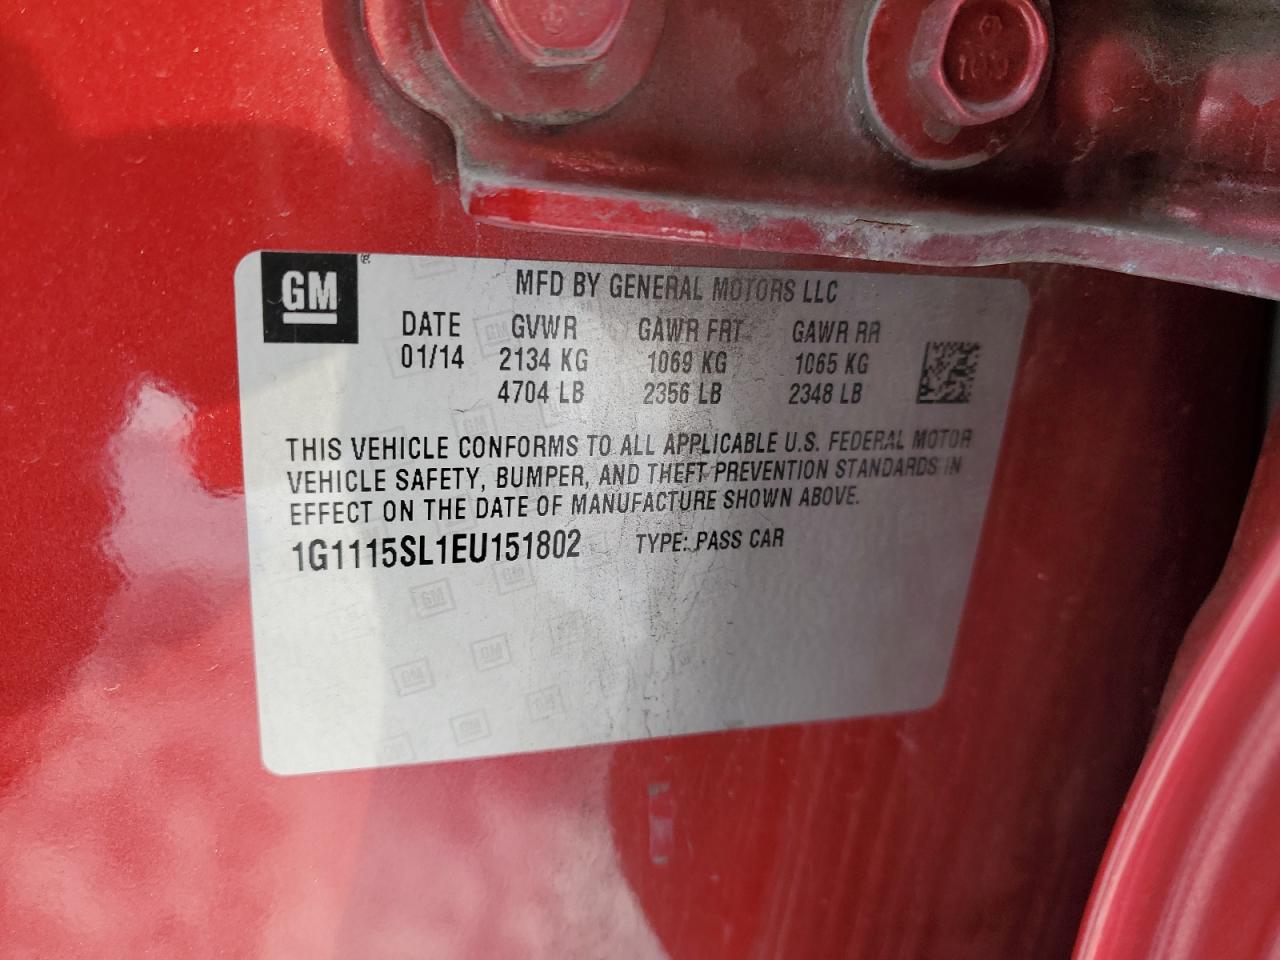 109
GM
MFD BY GENERAL MOTORS LLC
DATE GVWR GAWR FRT GAWR RR
01/14 2134 KG 1069 KG 1065 KG
4704 LB 2356 LB 2348 LB
THIS VEHICLE CONFORMS TO ALL APPLICABLE U.S. FEDERAL MOTOR
VEHICLE SAFETY, BUMPER, AND THEFT PREVENTION STANDARDS IN
EFFECT ON THE DATE OF MANUFACTURE SHOWN ABOVE.
1G1115SL1EU151802 TYPE: PASS CAR